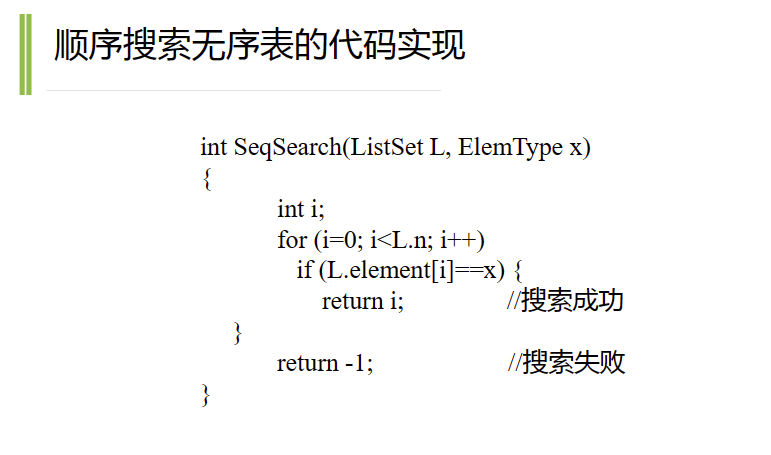 顺序搜索无序表的代码实现
int SeqSearch(ListSet L, ElemType x)
{
int i;
for (i=0; i<L.n; i++)
if (L.element[i]==x) {
return i; //搜索成功
}
return -1; //搜索失败
}